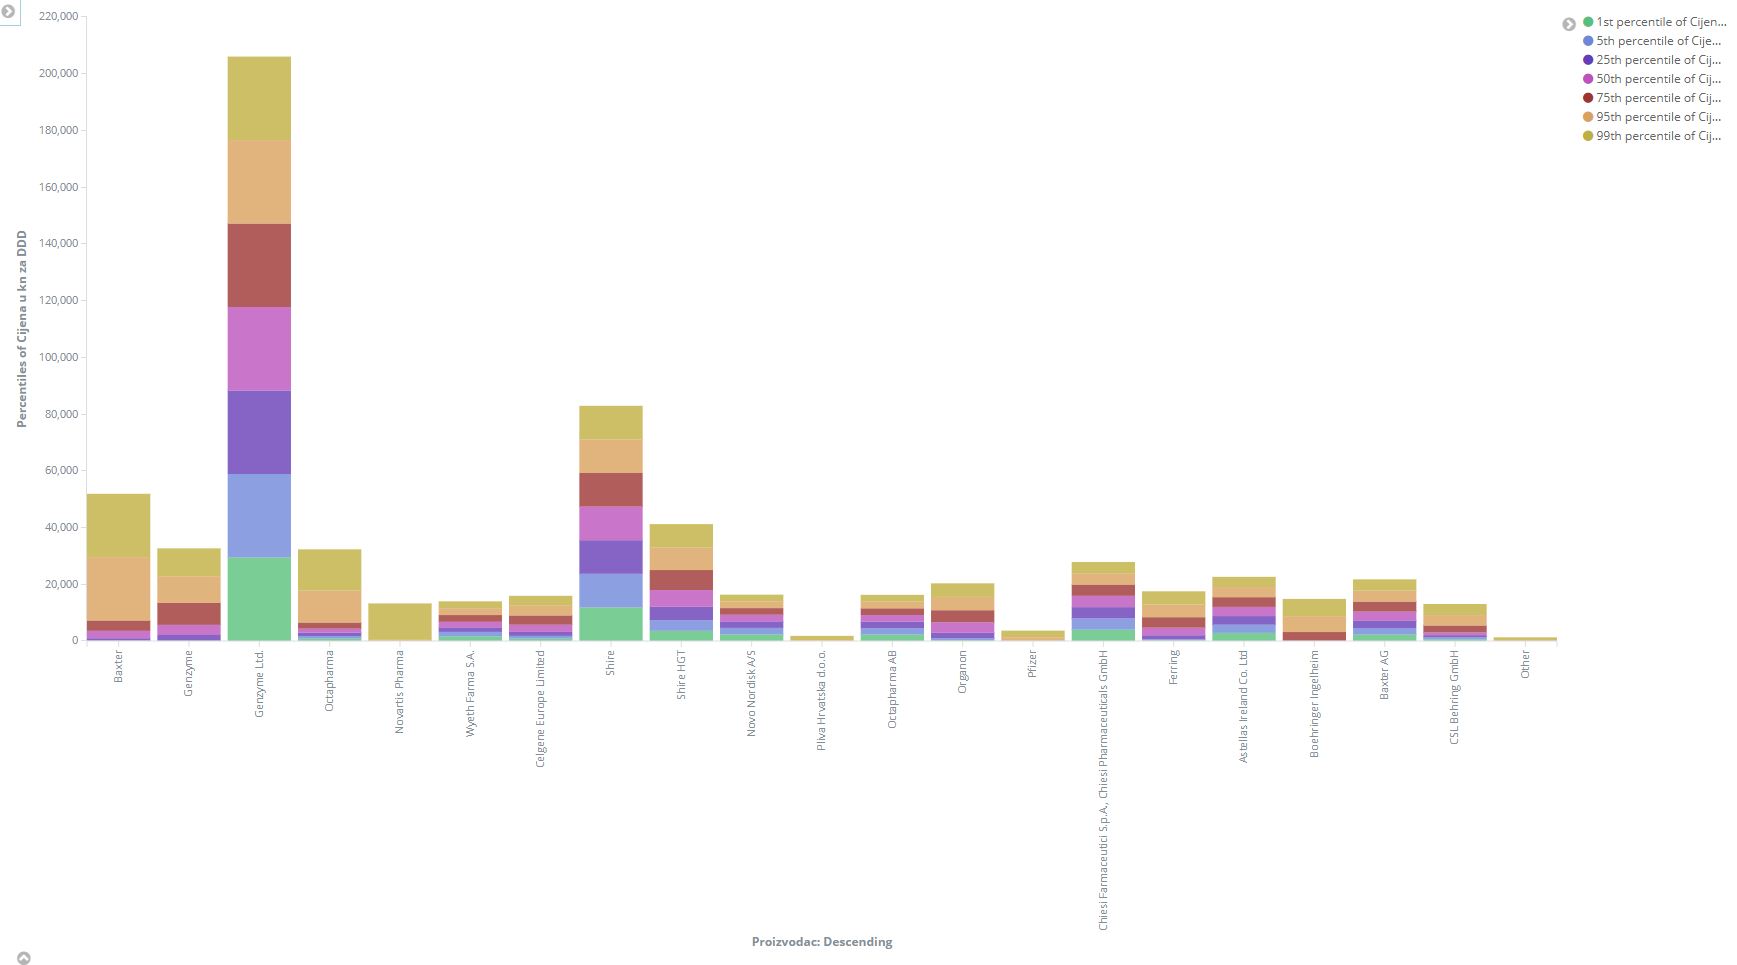 220,000
200,000
180,000
160,000
140,000
120,000
100,000
80,000
60,000
40,000
20,000
0
Percentiles of Cijena u kn za DDD
Baxter
Genzyme
Genzyme Ltd.
Octapharma
Novartis Pharma
Wyeth Farma S.A.
Celgene Europe Limited
Shire
Shire HGT
Novo Nordisk A/S
Pliva Hrvatska d.o.o.
Octapharma AB
Organon
Pfizer
Chiesi Farmaceutici S.p.A., Chiesi Pharmaceuticals GmbH
Ferring
Astellas Ireland Co. Ltd
Boehringer Ingelheim
Baxter AG
CSL Behring GmbH
Other
Proizvodac: Descending
1st percentile of Cijen...
5th percentile of Cije...
25th percentile of Cij...
50th percentile of Cij...
75th percentile of Cij...
95th percentile of Cij...
99th percentile of Cij...